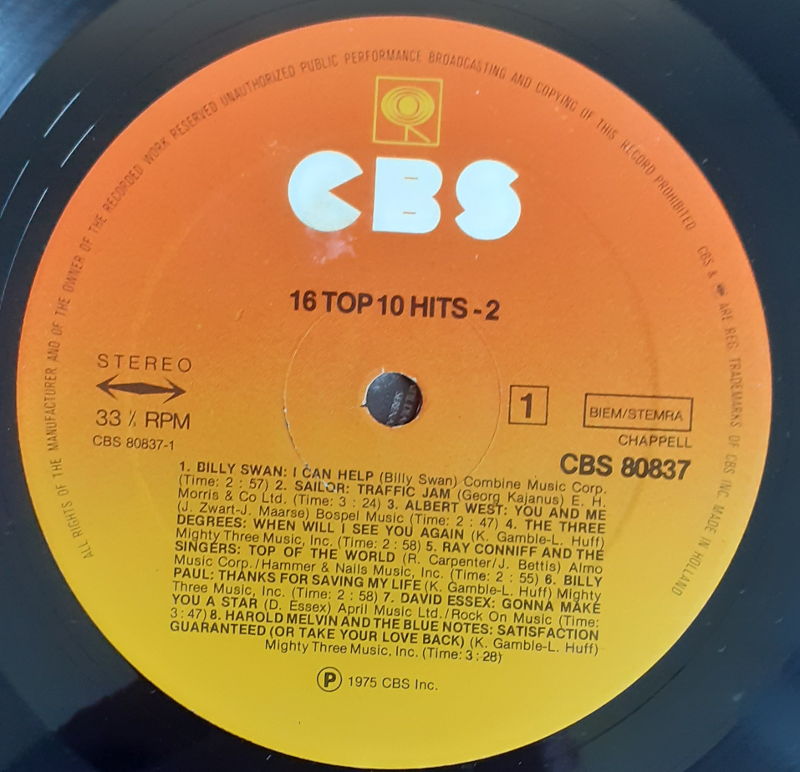 ALL RIGHTS OF THE MANUFACTURER AND OF THE OWNER OF THE RECORDED WORK RESERVED UNAUTHORIZED PUBLIC PERFORMANCE BROADCASTING AND COPYING OF THIS RECORD PROHIBITED CBS & ARE REG. TRADEMARKS OF CBS INC MADE IN HOLLAND
CBS
16 TOP 10 HITS - 2
STEREO
33 ⅓ RPM
CBS 80837-1
1
BIEM/STEMRA
CHAPPELL
CBS 80837
1. BILLY SWAN: I CAN HELP (Billy Swan) Combine Music Corp.
(Time: 2 : 57) 2. SAILOR: TRAFFIC JAM (Georg Kajanus) E. H.
Morris & Co Ltd. (Time: 3 : 24) 3. ALBERT WEST: YOU AND ME
(J. Zwart-J. Maarse) Bospel Music (Time: 2 : 47) 4. THE THREE
DEGREES: WHEN WILL I SEE YOU AGAIN (K. Gamble-L. Huff)
Mighty Three Music, Inc. (Time: 2 : 58) 5. RAY CONNIFF AND THE
SINGERS: TOP OF THE WORLD (R. Carpenter/J. Bettis) Almo
Music Corp./Hammer & Nails Music, Inc. (Time: 2 : 55) 6. BILLY
PAUL: THANKS FOR SAVING MY LIFE (K. Gamble-L. Huff) Mighty
Three Music, Inc. (Time: 2 : 58) 7. DAVID ESSEX: GONNA MAKE
YOU A STAR (D. Essex) April Music Ltd./Rock On Music (Time:
3 : 47) 8. HAROLD MELVIN AND THE BLUE NOTES: SATISFACTION
GUARANTEED (OR TAKE YOUR LOVE BACK) (K. Gamble-L. Huff)
Mighty Three Music, Inc. (Time: 3 : 28)
Ⓟ 1975 CBS Inc.